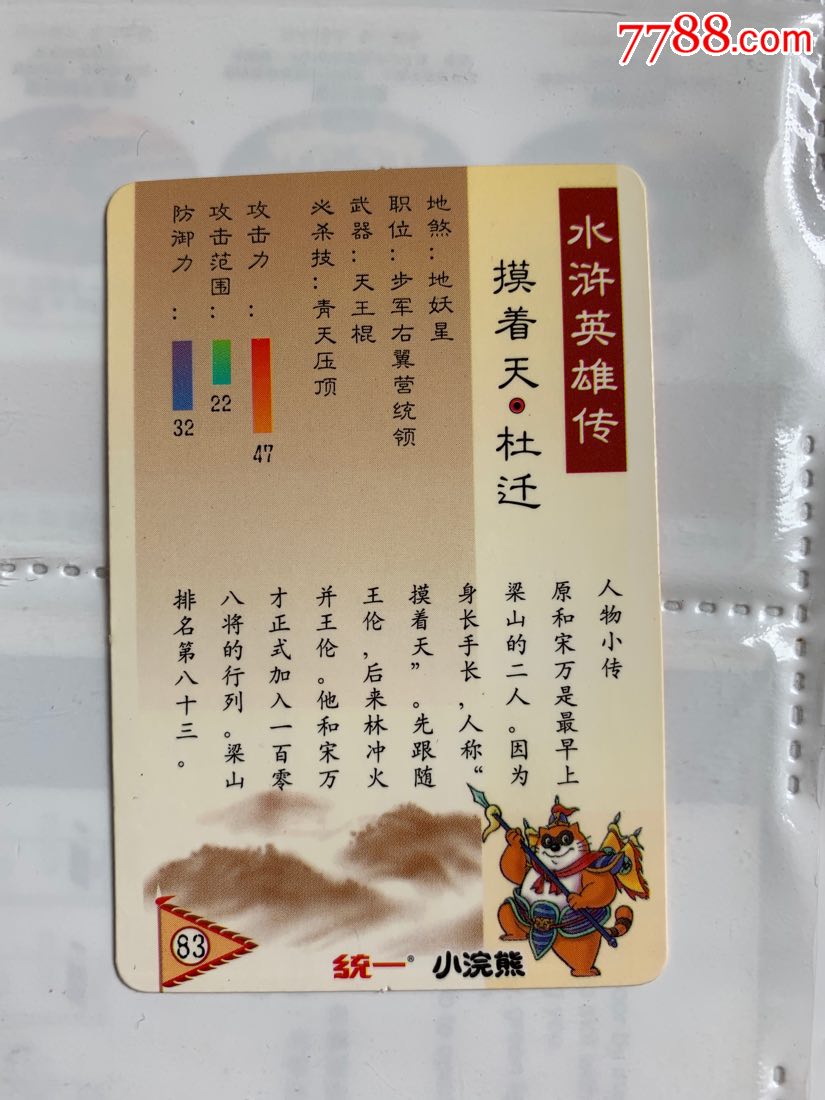 7788.com
水浒英雄传
摸着天·杜迁
地煞：地妖星
职位：步军右翼营统领
武器：天王棍
必杀技：青天压顶
攻击力：
47
攻击范围：
22
防御力：
32
人物小传
原和宋万是最早上
梁山的二人。因为
身长手长，人称“
摸着天”。先跟随
王伦，后来林冲火
并王伦。他和宋万
才正式加入一百零
八将的行列。梁山
排名第八十三。
83
统一®
小浣熊